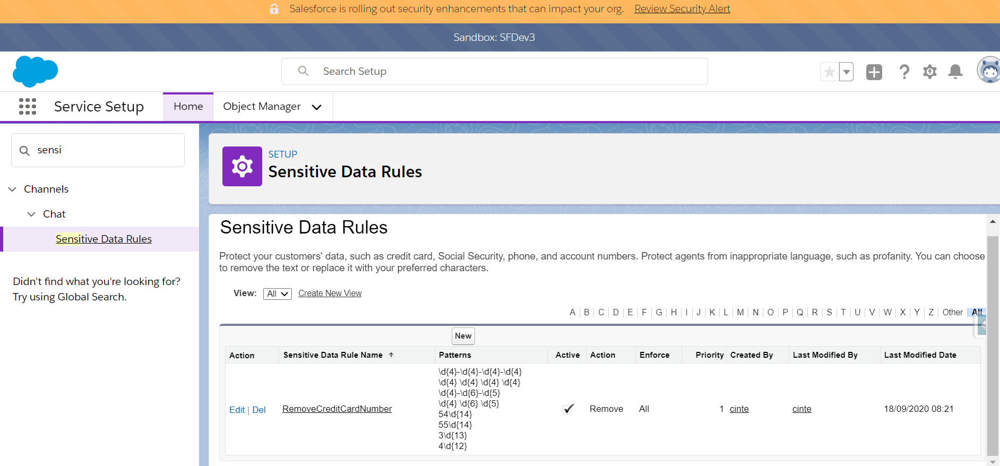 Salesforce is rolling out security enhancements that can impact your org. Review Security Alert
Sandbox: SFDev3
Search Setup
Service Setup Home Object Manager
sensi
Channels
Chat
Sensitive Data Rules
Didn't find what you're looking for?
Try using Global Search.
SETUP
Sensitive Data Rules
Sensitive Data Rules
Protect your customers' data, such as credit card, Social Security, phone, and account numbers. Protect agents from inappropriate language, such as profanity. You can choose
to remove the text or replace it with your preferred characters.
View: All Create New View
A | B | C | D | E | F | G | H | I | J | K | L | M | N | O | P | Q | R | S | T | U | V | W | X | Y | Z | Other | All
New
Action Sensitive Data Rule Name ↑ Patterns Active Action Enforce Priority Created By Last Modified By Last Modified Date
\d{4}-\d{4}-\d{4}-\d{4}
\d{4} \d{4} \d{4} \d{4}
\d{4}-\d{6}-\d{5}
\d{4} \d{6} \d{5}
Edit | Del RemoveCreditCardNumber Remove All 1 cinte cinte 18/09/2020 08:21
54\d{14}
55\d{14}
3\d{13}
4\d{12}